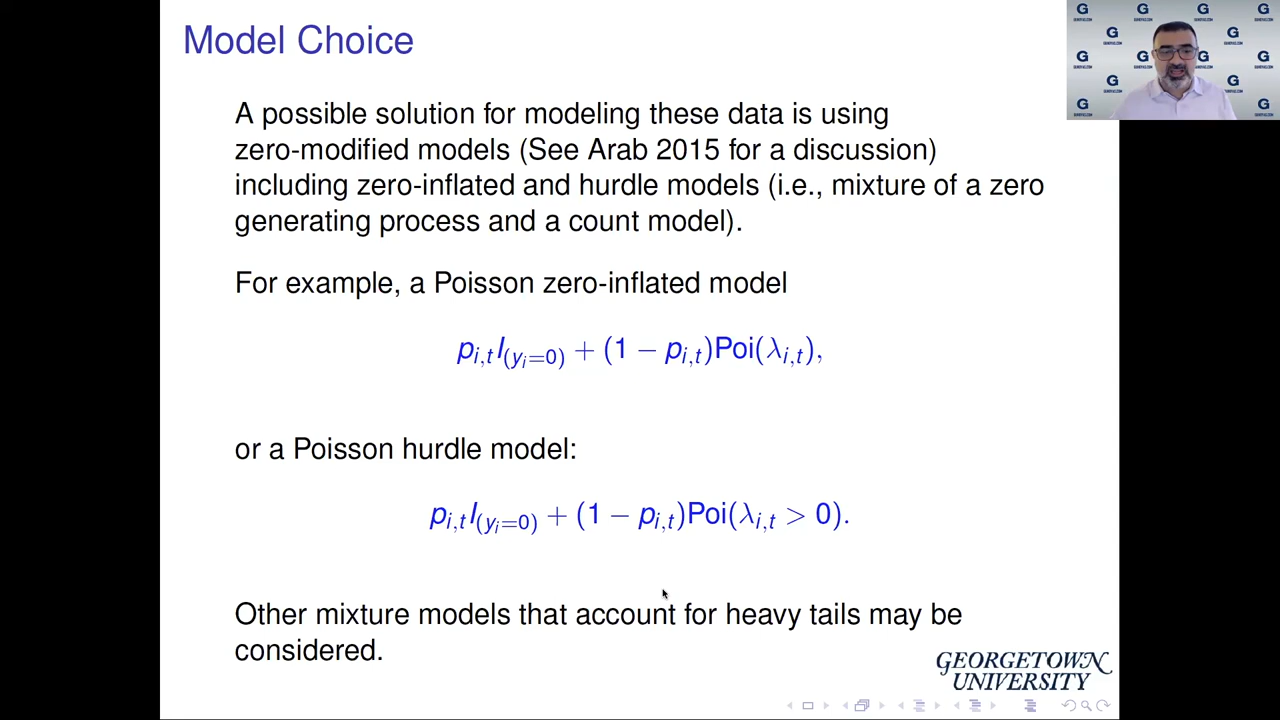 Model Choice
A possible solution for modeling these data is using
zero-modified models (See Arab 2015 for a discussion)
including zero-inflated and hurdle models (i.e., mixture of a zero
generating process and a count model).
For example, a Poisson zero-inflated model
p_{i,t}I_{(y_i=0)} + (1 − p_{i,t})Poi(λ_{i,t}),
or a Poisson hurdle model:
p_{i,t}I_{(y_i=0)} + (1 − p_{i,t})Poi(λ_{i,t} > 0).
Other mixture models that account for heavy tails may be
considered.
GEORGETOWN
UNIVERSITY